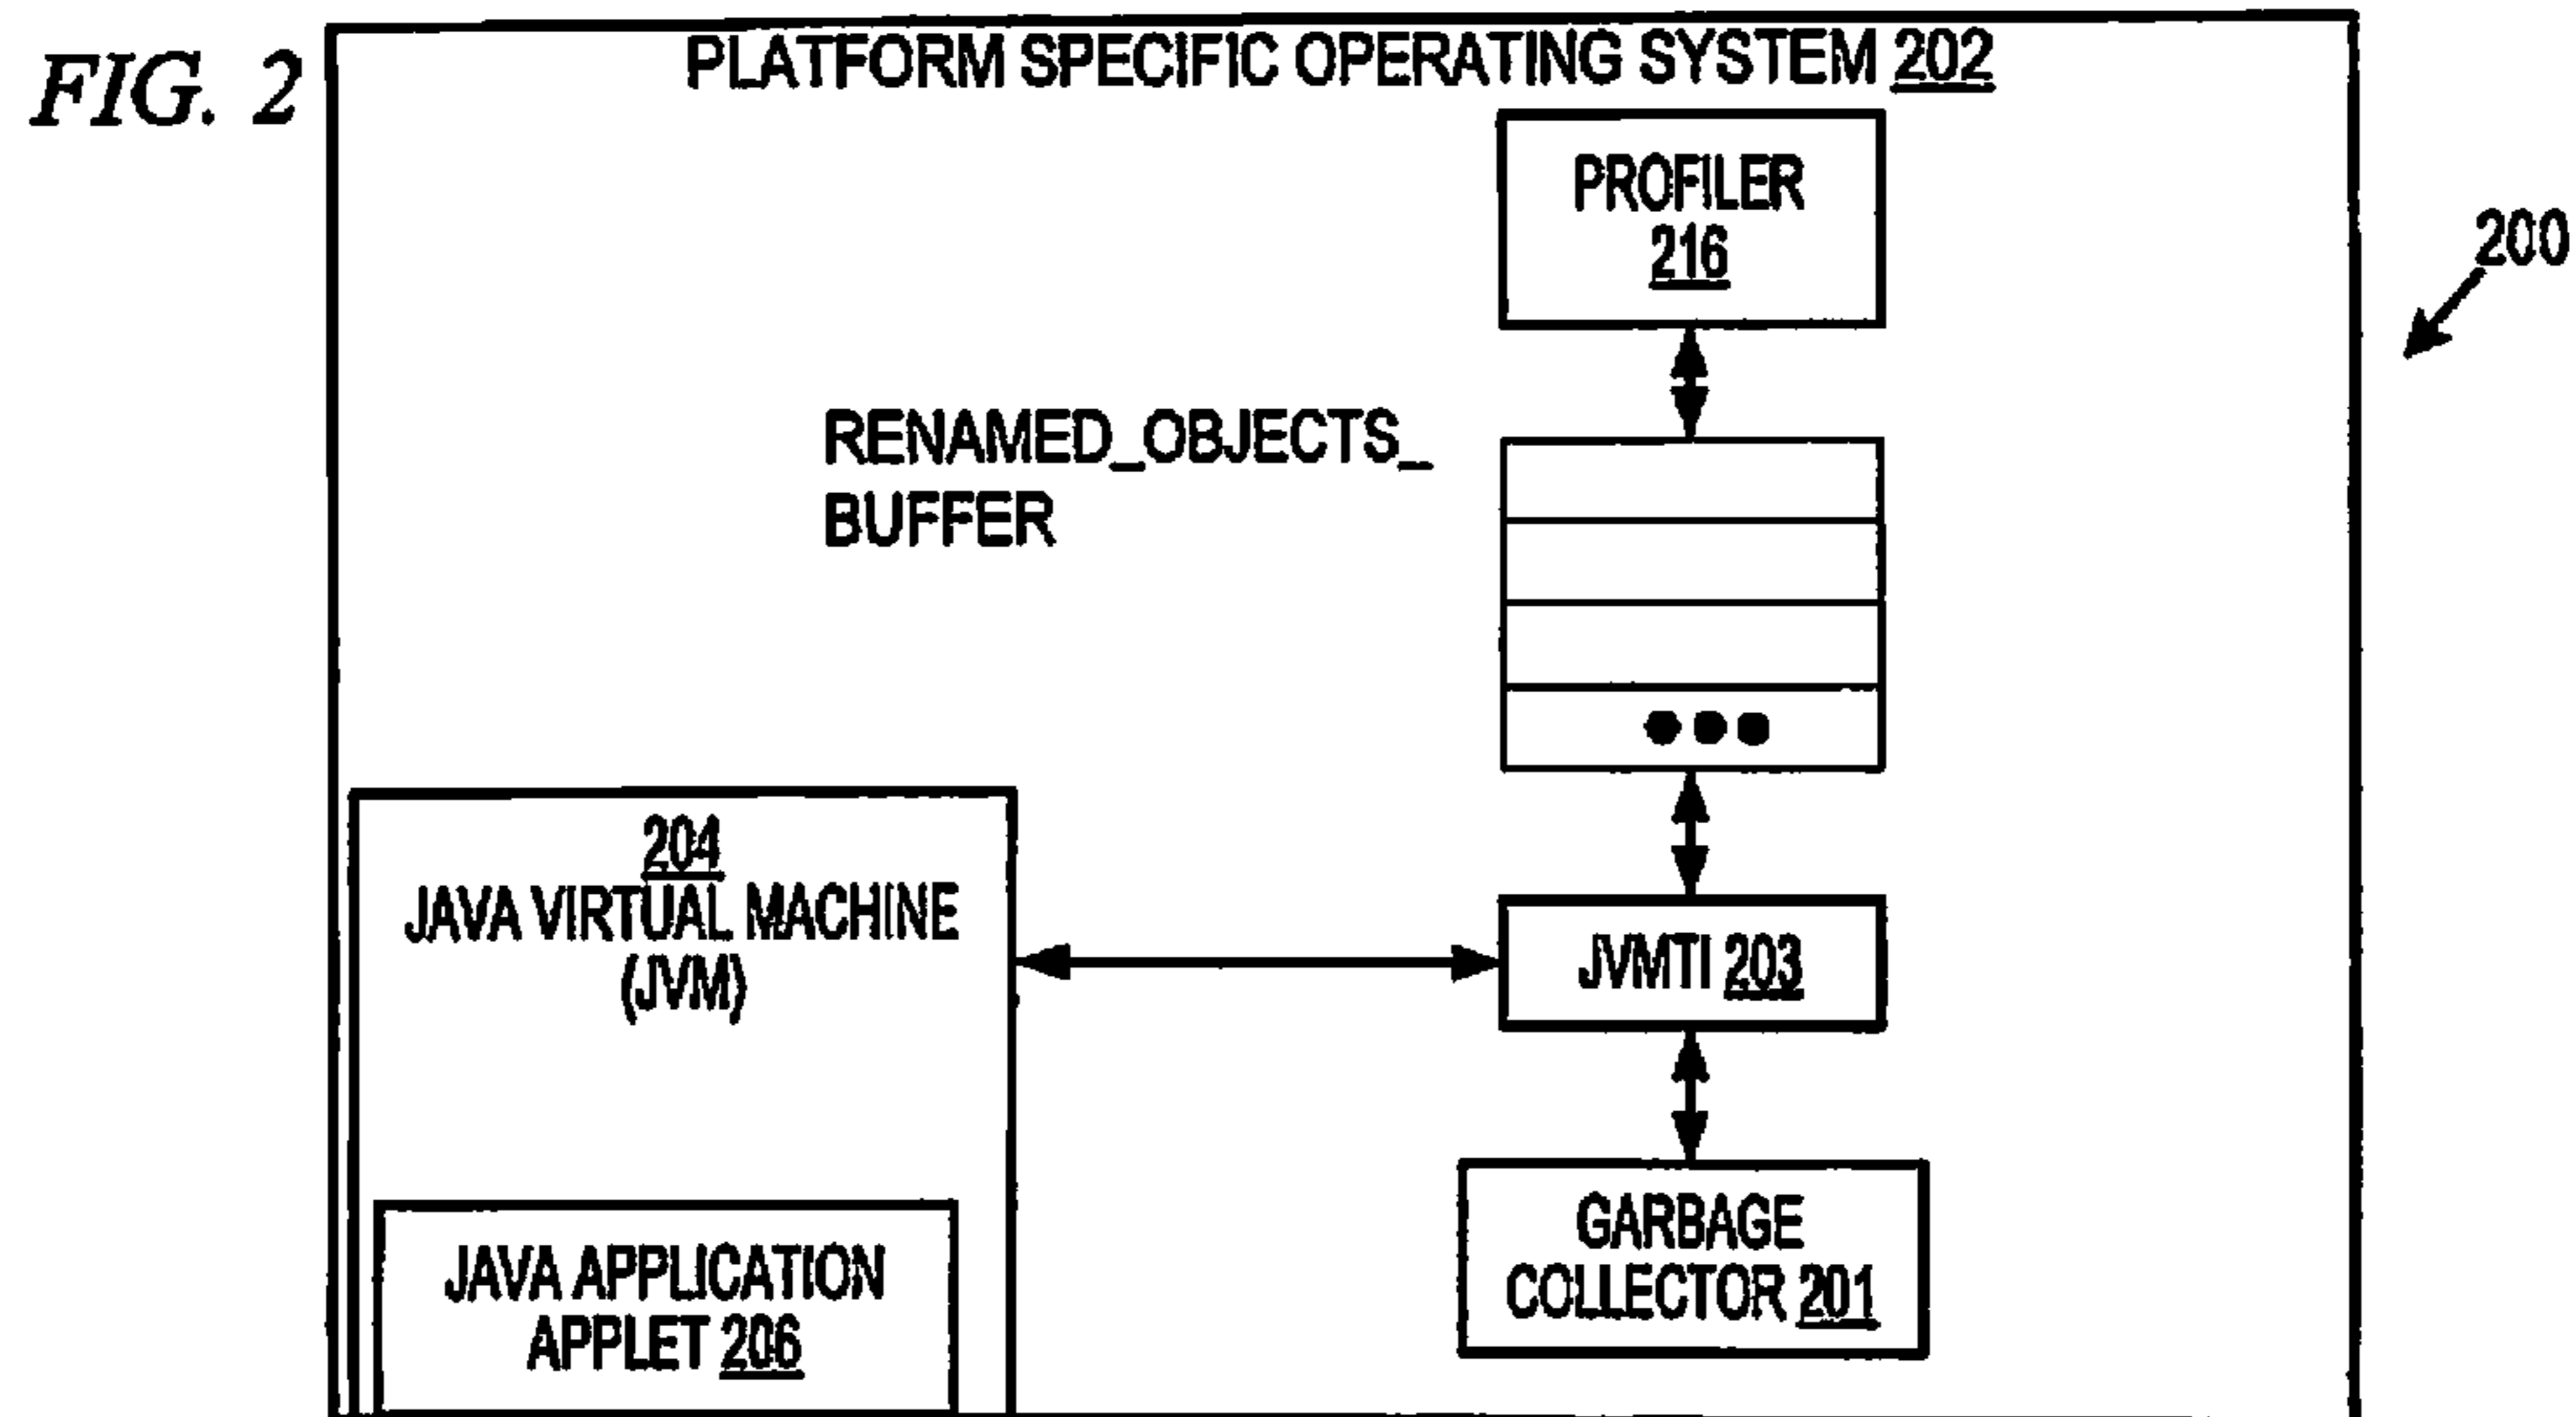 FIG. 2
PLATFORM SPECIFIC OPERATING SYSTEM 202
PROFILER
216
200
RENAMED_OBJECTS_
BUFFER
204
JAVA VIRTUAL MACHINE
(JVM)
JVMTI 203
JAVA APPLICATION
APPLET 206
GARBAGE
COLLECTOR 201